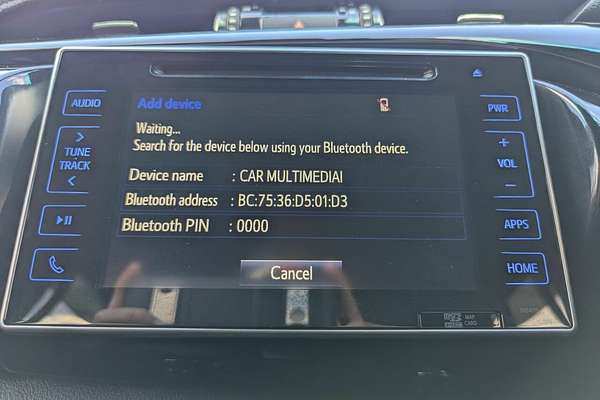 AUDIO
TUNE
TRACK
Add device
Waiting...
Search for the device below using your Bluetooth device.
Device name : CAR MULTIMEDIAI
Bluetooth address : BC:75:36:D5:01:D3
Bluetooth PIN : 0000
Cancel
PWR
+
VOL
–
APPS
HOME
MAP
CARD